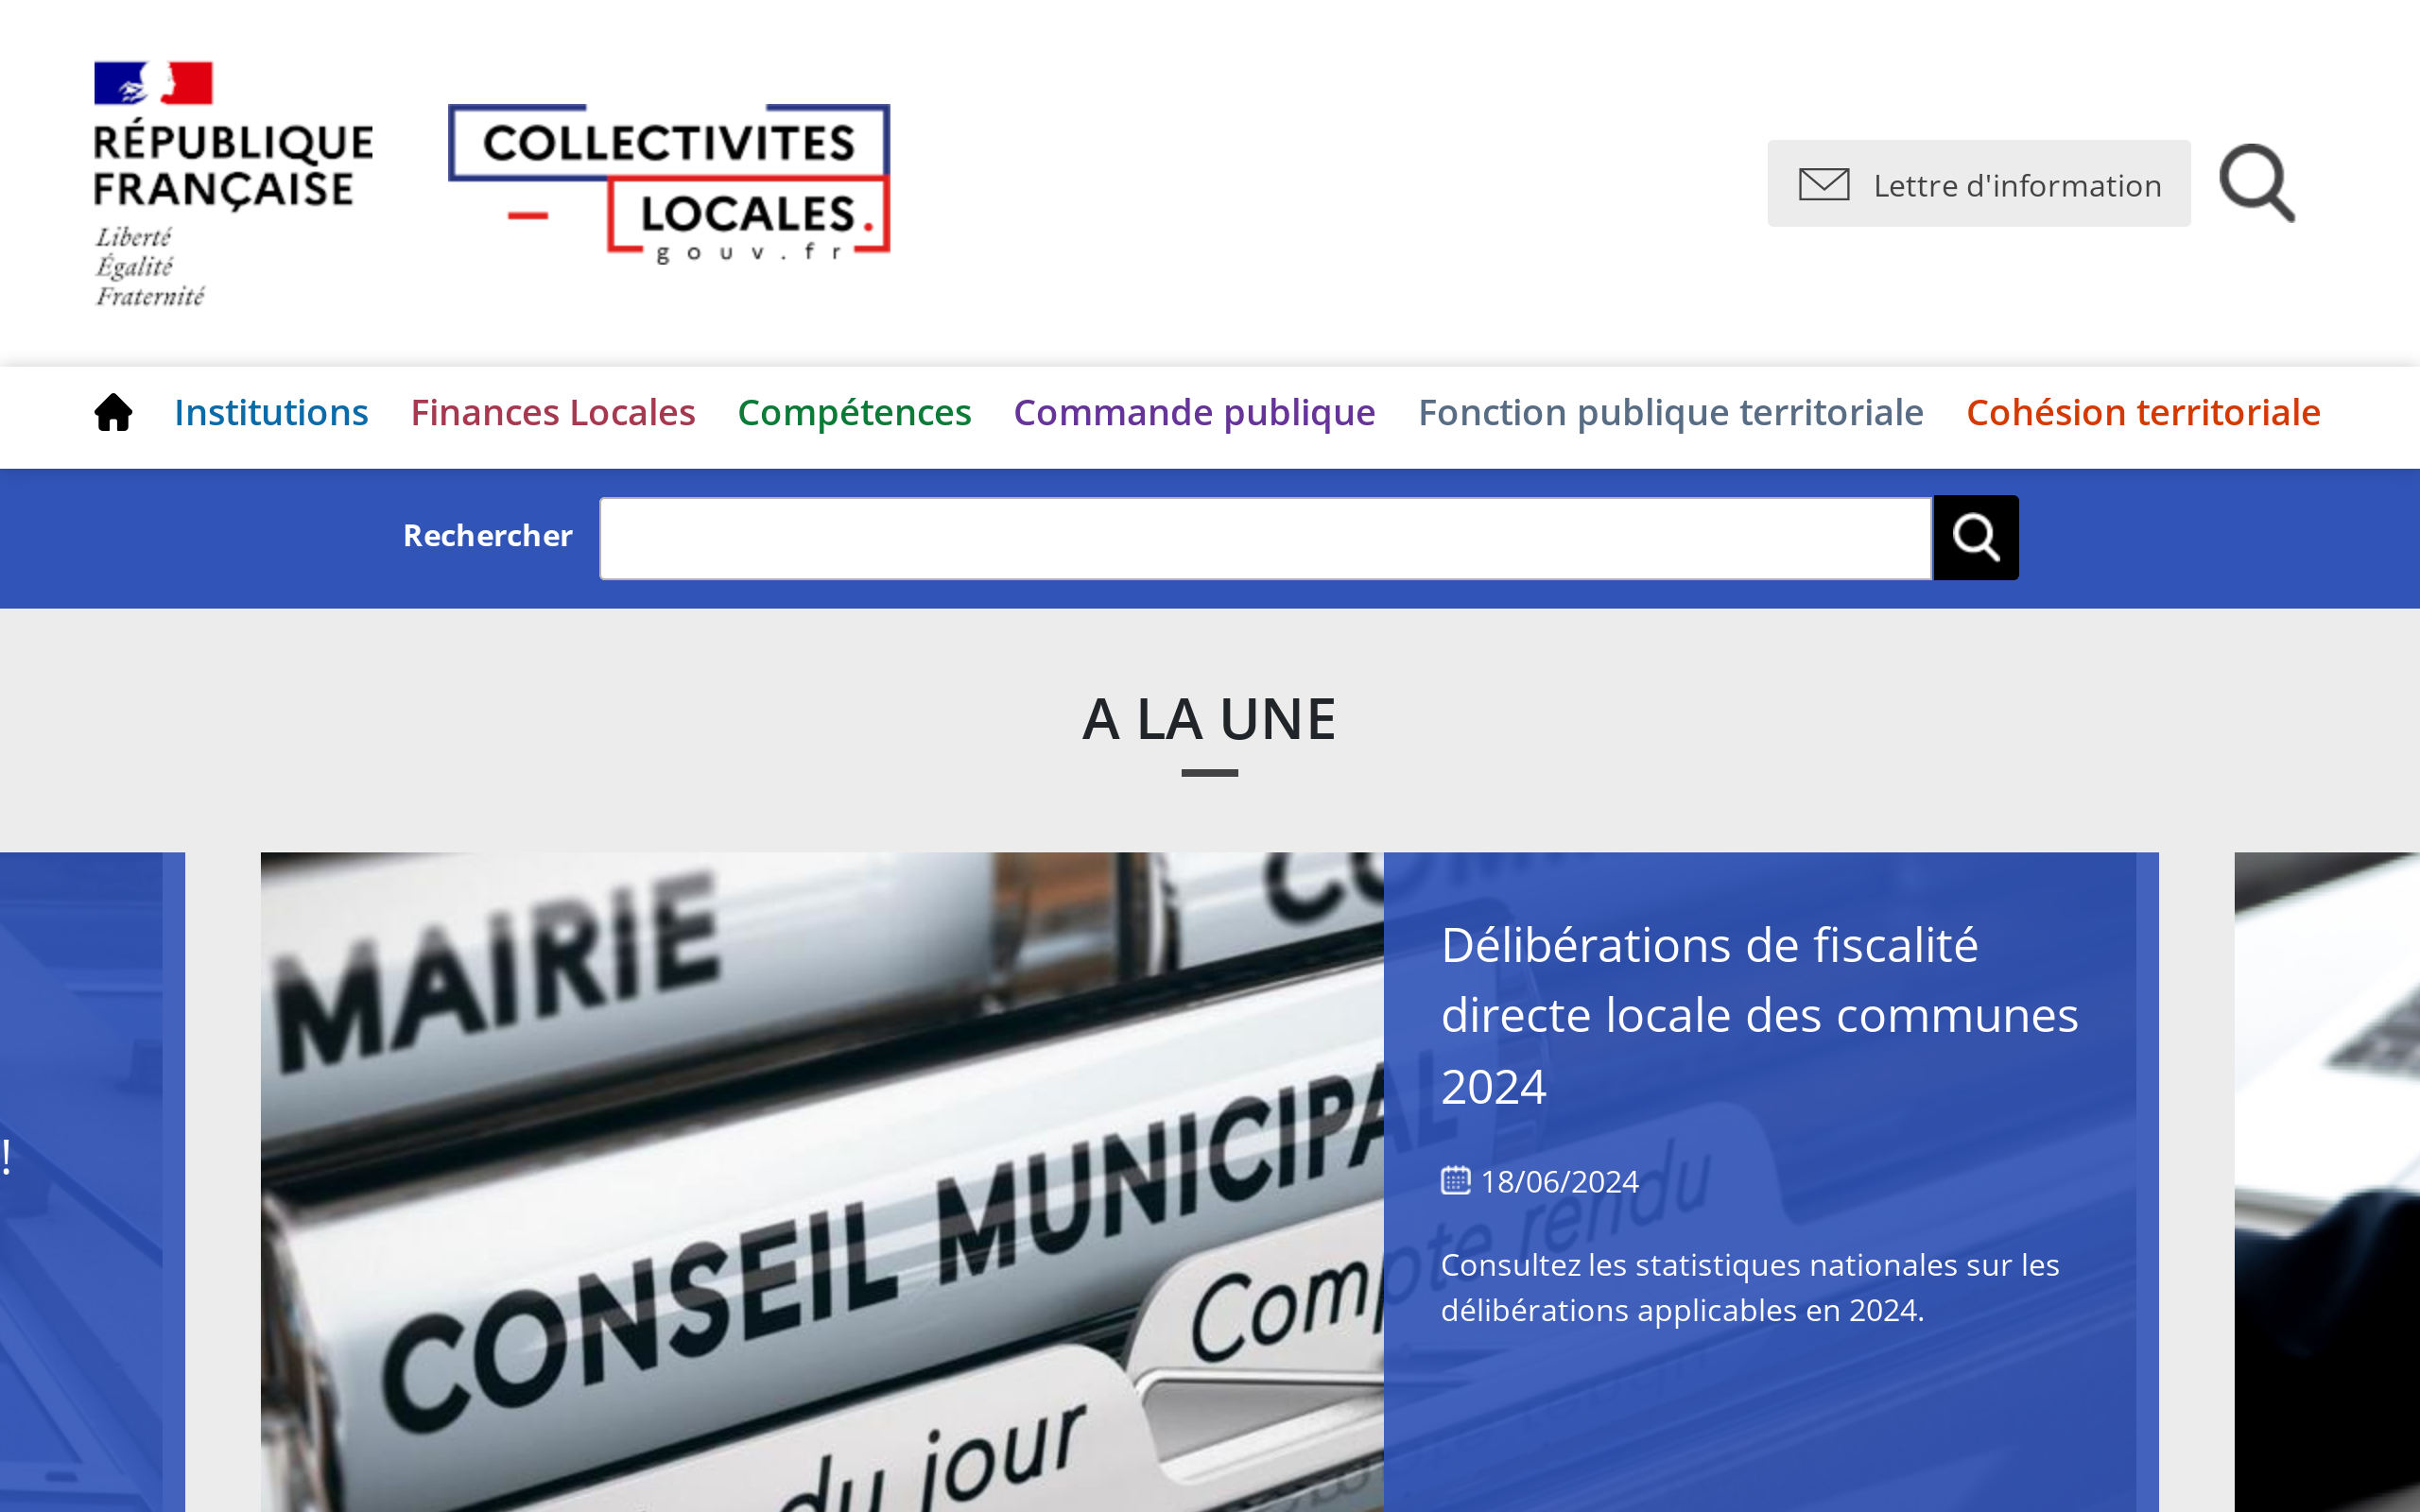 RÉPUBLIQUE
FRANÇAISE
Liberté
Égalité
Fraternité
COLLECTIVITES
LOCALES.
gouv.fr
Lettre d'information
Institutions Finances Locales Compétences Commande publique Fonction publique territoriale Cohésion territoriale
Rechercher
A LA UNE
!
MAIRIE
CONSEIL MUNICIPAL
Compte rendu
du jour
Délibérations de fiscalité
directe locale des communes
2024
18/06/2024
Consultez les statistiques nationales sur les
délibérations applicables en 2024.